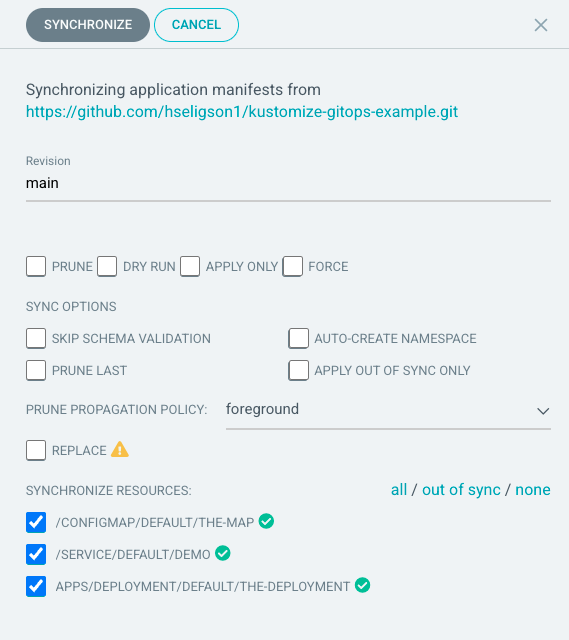 SYNCHRONIZE CANCEL
Synchronizing application manifests from
https://github.com/hseligson1/kustomize-gitops-example.git
Revision
main
PRUNE DRY RUN APPLY ONLY FORCE
SYNC OPTIONS
SKIP SCHEMA VALIDATION AUTO-CREATE NAMESPACE
PRUNE LAST APPLY OUT OF SYNC ONLY
PRUNE PROPAGATION POLICY: foreground
REPLACE
SYNCHRONIZE RESOURCES: all / out of sync / none
/CONFIGMAP/DEFAULT/THE-MAP
/SERVICE/DEFAULT/DEMO
APPS/DEPLOYMENT/DEFAULT/THE-DEPLOYMENT